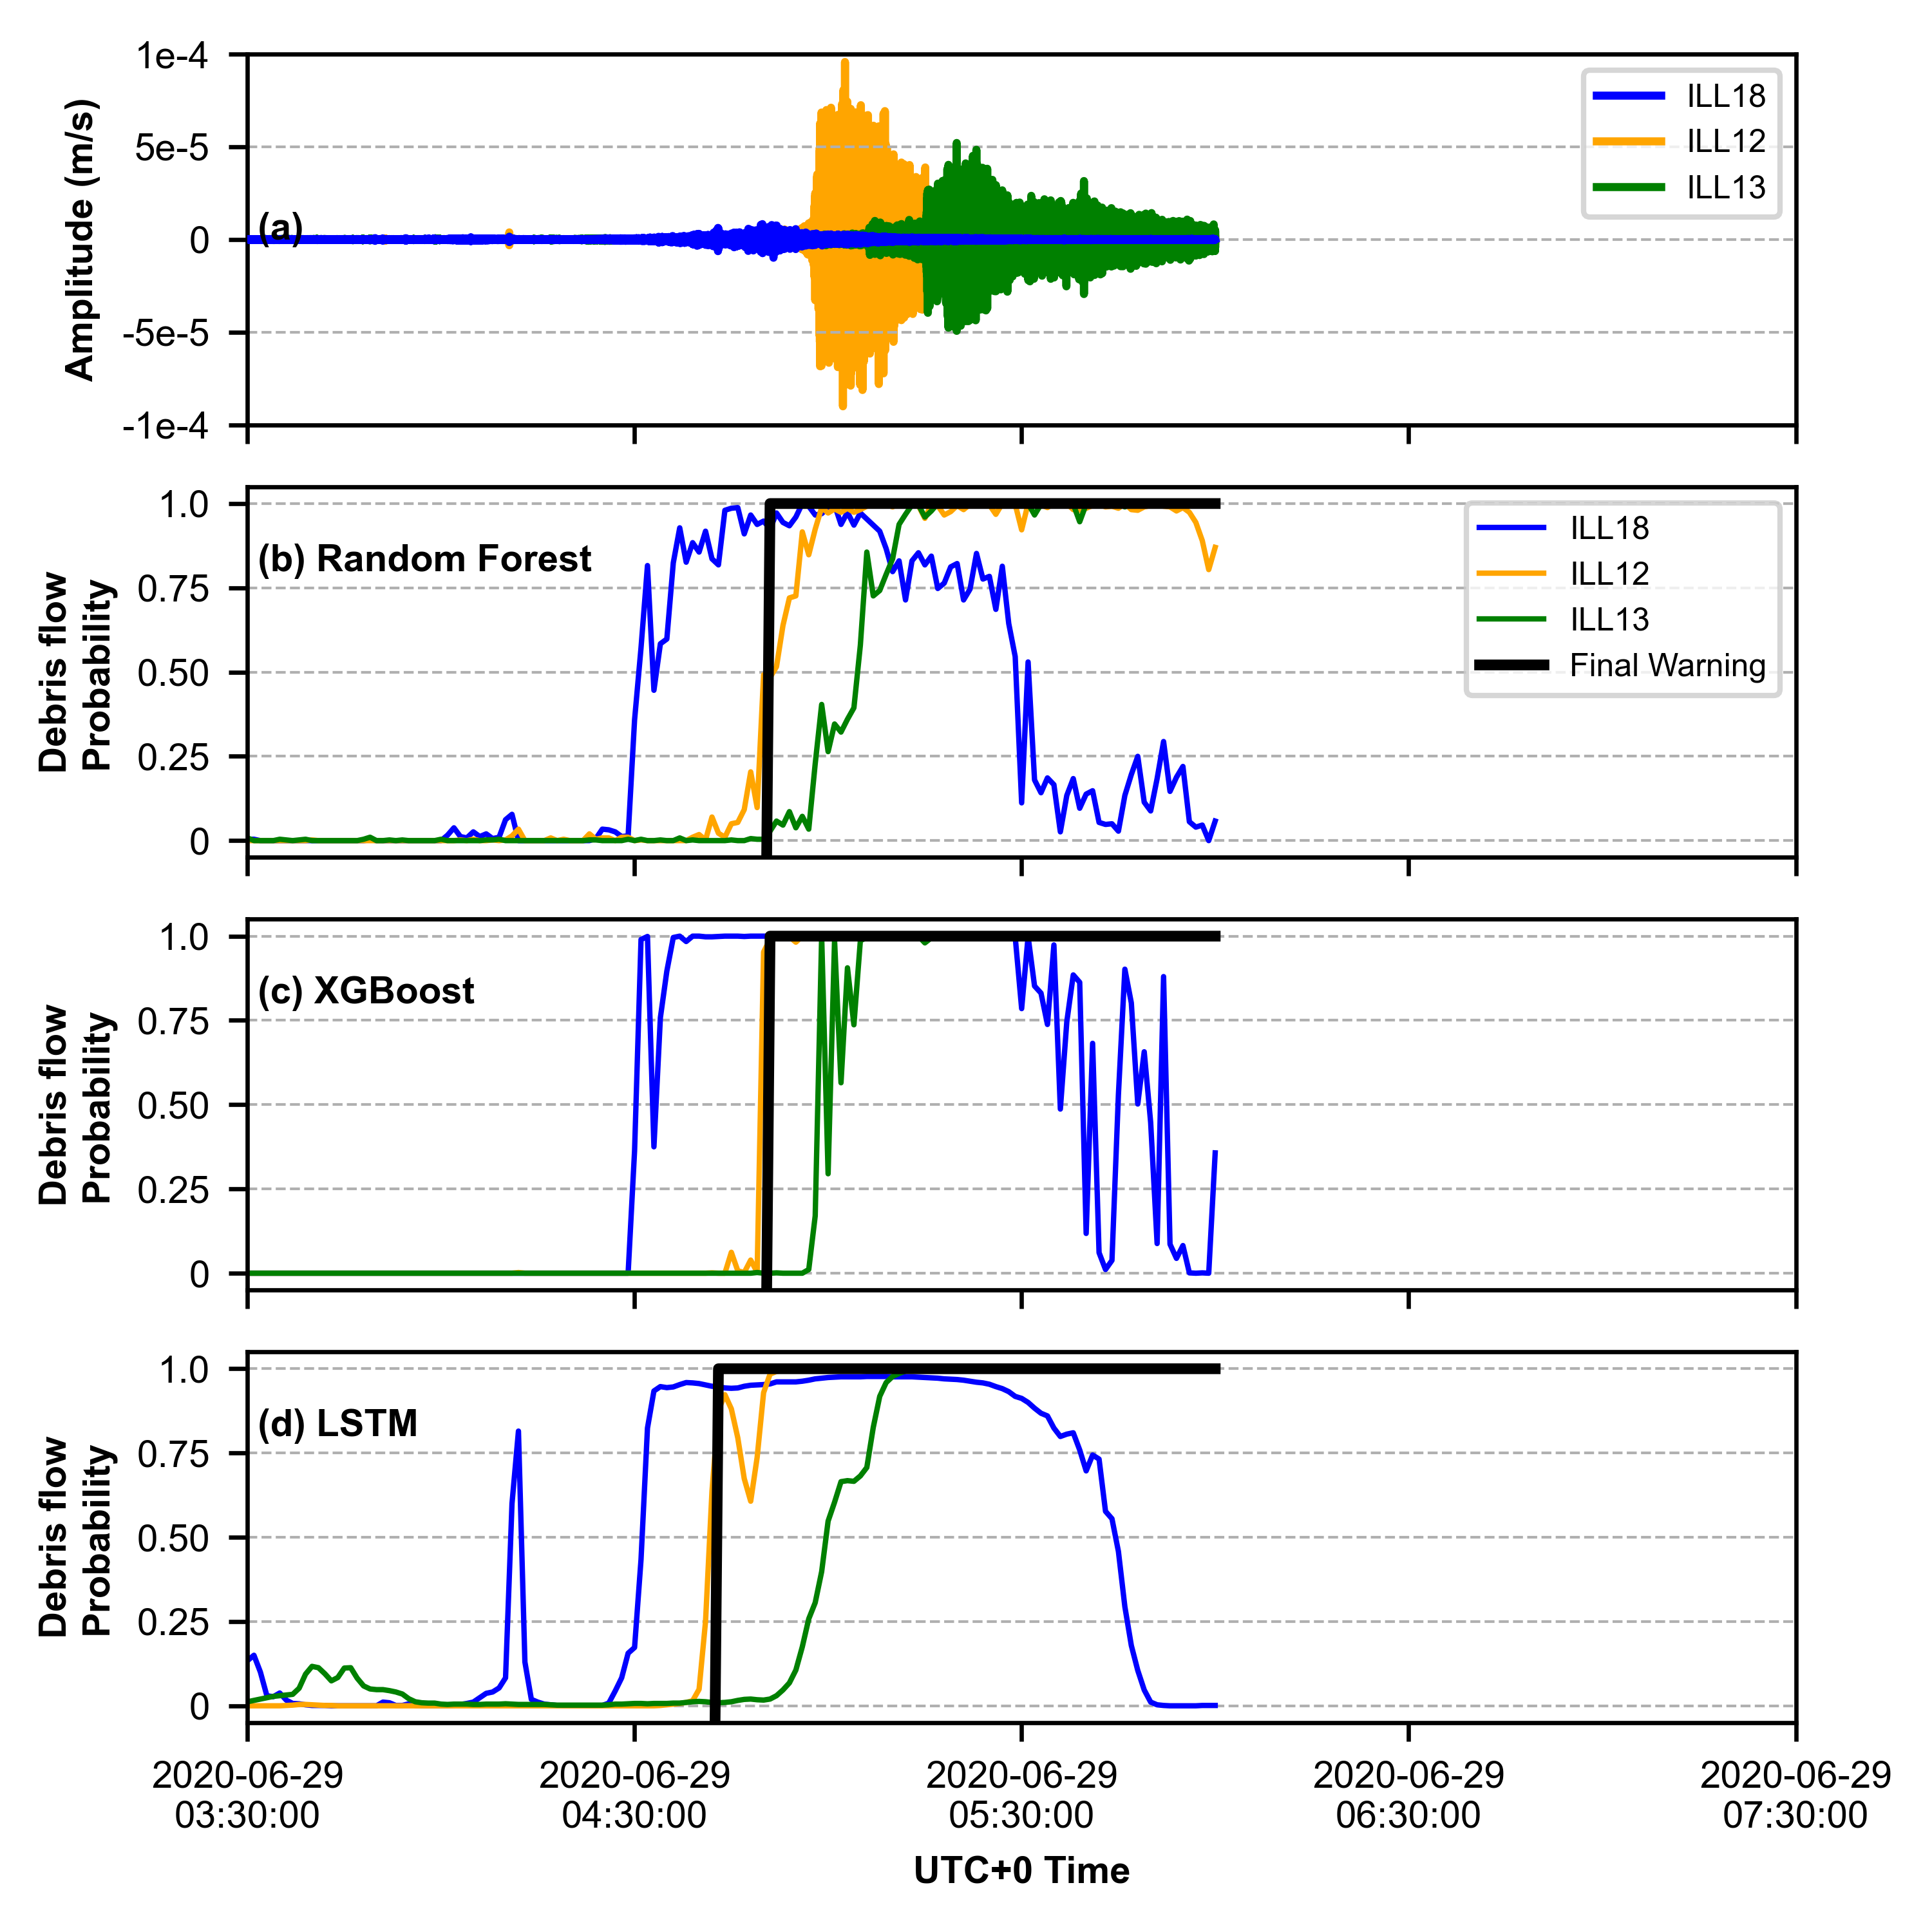 1e-4
5e-5
0
-5e-5
-1e-4
Amplitude (m/s)
(a)
ILL18
ILL12
ILL13
1.0
0.75
0.50
0.25
0
Debris flow
Probability
(b) Random Forest
ILL18
ILL12
ILL13
Final Warning
1.0
0.75
0.50
0.25
0
Debris flow
Probability
(c) XGBoost
1.0
0.75
0.50
0.25
0
Debris flow
Probability
(d) LSTM
2020-06-29
03:30:00
2020-06-29
04:30:00
2020-06-29
05:30:00
2020-06-29
06:30:00
2020-06-29
07:30:00
UTC+0 Time